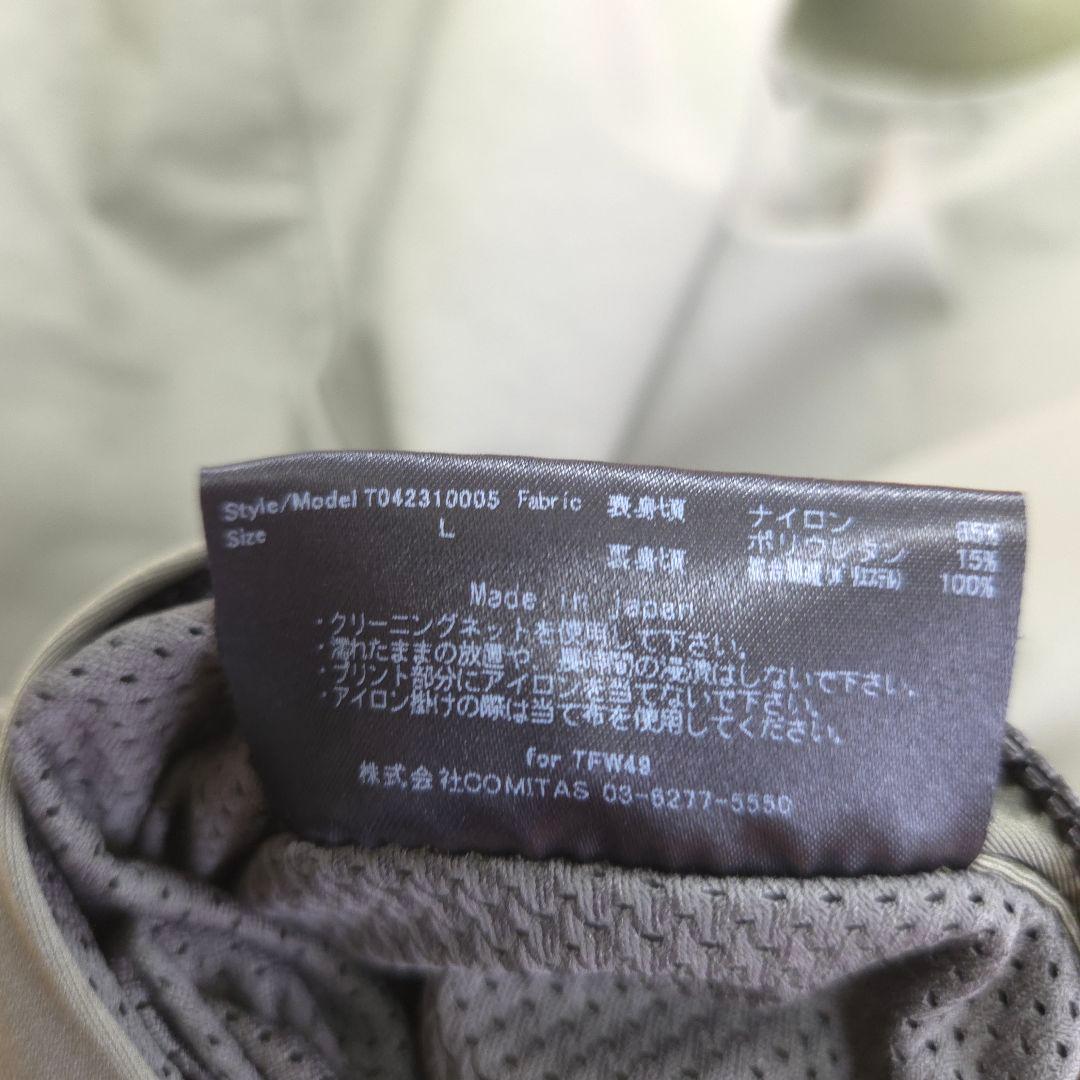 Style/Model T042310005 Fabric 表身頃 ナイロン 85%
Size L ポリウレタン 15%
裏身頃 100%
Made in Japan
・クリーニングネットを使用して下さい。
・濡れたままの放置や、長時間の浸漬はしないで下さい。
・プリント部分にアイロンを当てないで下さい。
・アイロン掛けの際は当て布を使用してください。
for TFW49
株式会社COMITAS 03-6277-5550